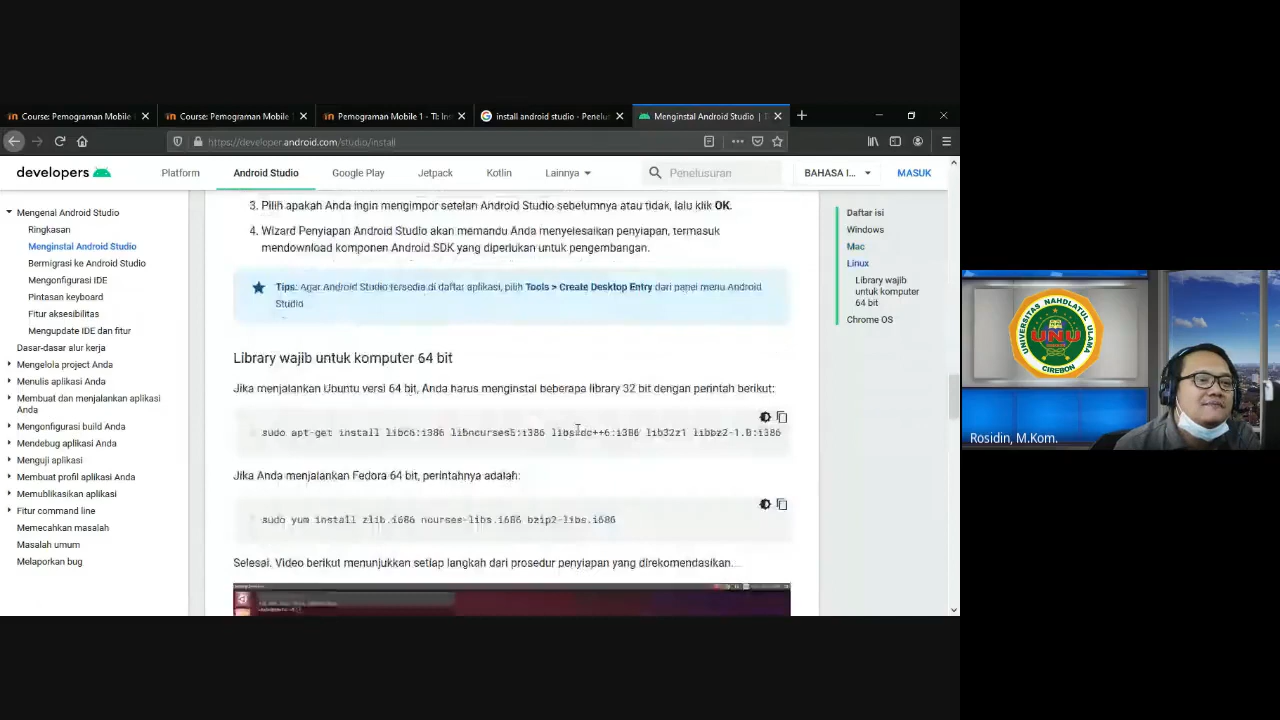 Course: Pemograman Mobile
Course: Pemograman Mobile
Pemograman Mobile 1 - TI: In
install android studio - Penelus
Menginstal Android Studio
https://developer.android.com/studio/install
developers
Platform
Android Studio
Google Play
Jetpack
Kotlin
Lainnya
Penelusuran
BAHASA I...
MASUK
Mengenal Android Studio
Ringkasan
Menginstal Android Studio
Bermigrasi ke Android Studio
Mengonfigurasi IDE
Pintasan keyboard
Fitur aksesibilitas
Mengupdate IDE dan fitur
Dasar-dasar alur kerja
Mengelola project Anda
Menulis aplikasi Anda
Membuat dan menjalankan aplikasi
Anda
Mengonfigurasi build Anda
Mendebug aplikasi Anda
Menguji aplikasi
Membuat profil aplikasi Anda
Memublikasikan aplikasi
Fitur command line
Memecahkan masalah
Masalah umum
Melaporkan bug
3. Pilih apakah Anda ingin mengimpor setelan Android Studio sebelumnya atau tidak, lalu klik OK.
4. Wizard Penyiapan Android Studio akan memandu Anda menyelesaikan penyiapan, termasuk
mendownload komponen Android SDK yang diperlukan untuk pengembangan.
Tips: Agar Android Studio tersedia di daftar aplikasi, pilih Tools > Create Desktop Entry dari panel menu Android
Studio
Library wajib untuk komputer 64 bit
Jika menjalankan Ubuntu versi 64 bit, Anda harus menginstal beberapa library 32 bit dengan perintah berikut:
sudo apt-get install libc6:i386 libncurses5:i386 libstdc++6:i386 lib32z1 libbz2-1.0:i386
Jika Anda menjalankan Fedora 64 bit, perintahnya adalah:
sudo yum install zlib.i686 ncurses-libs.i686 bzip2-libs.i686
Selesai. Video berikut menunjukkan setiap langkah dari prosedur penyiapan yang direkomendasikan.
Daftar isi
Windows
Mac
Linux
Library wajib
untuk komputer
64 bit
Chrome OS
UNIVERSITAS NAHDLATUL ULAMA
UNU
CIREBON
Rosidin, M.Kom.